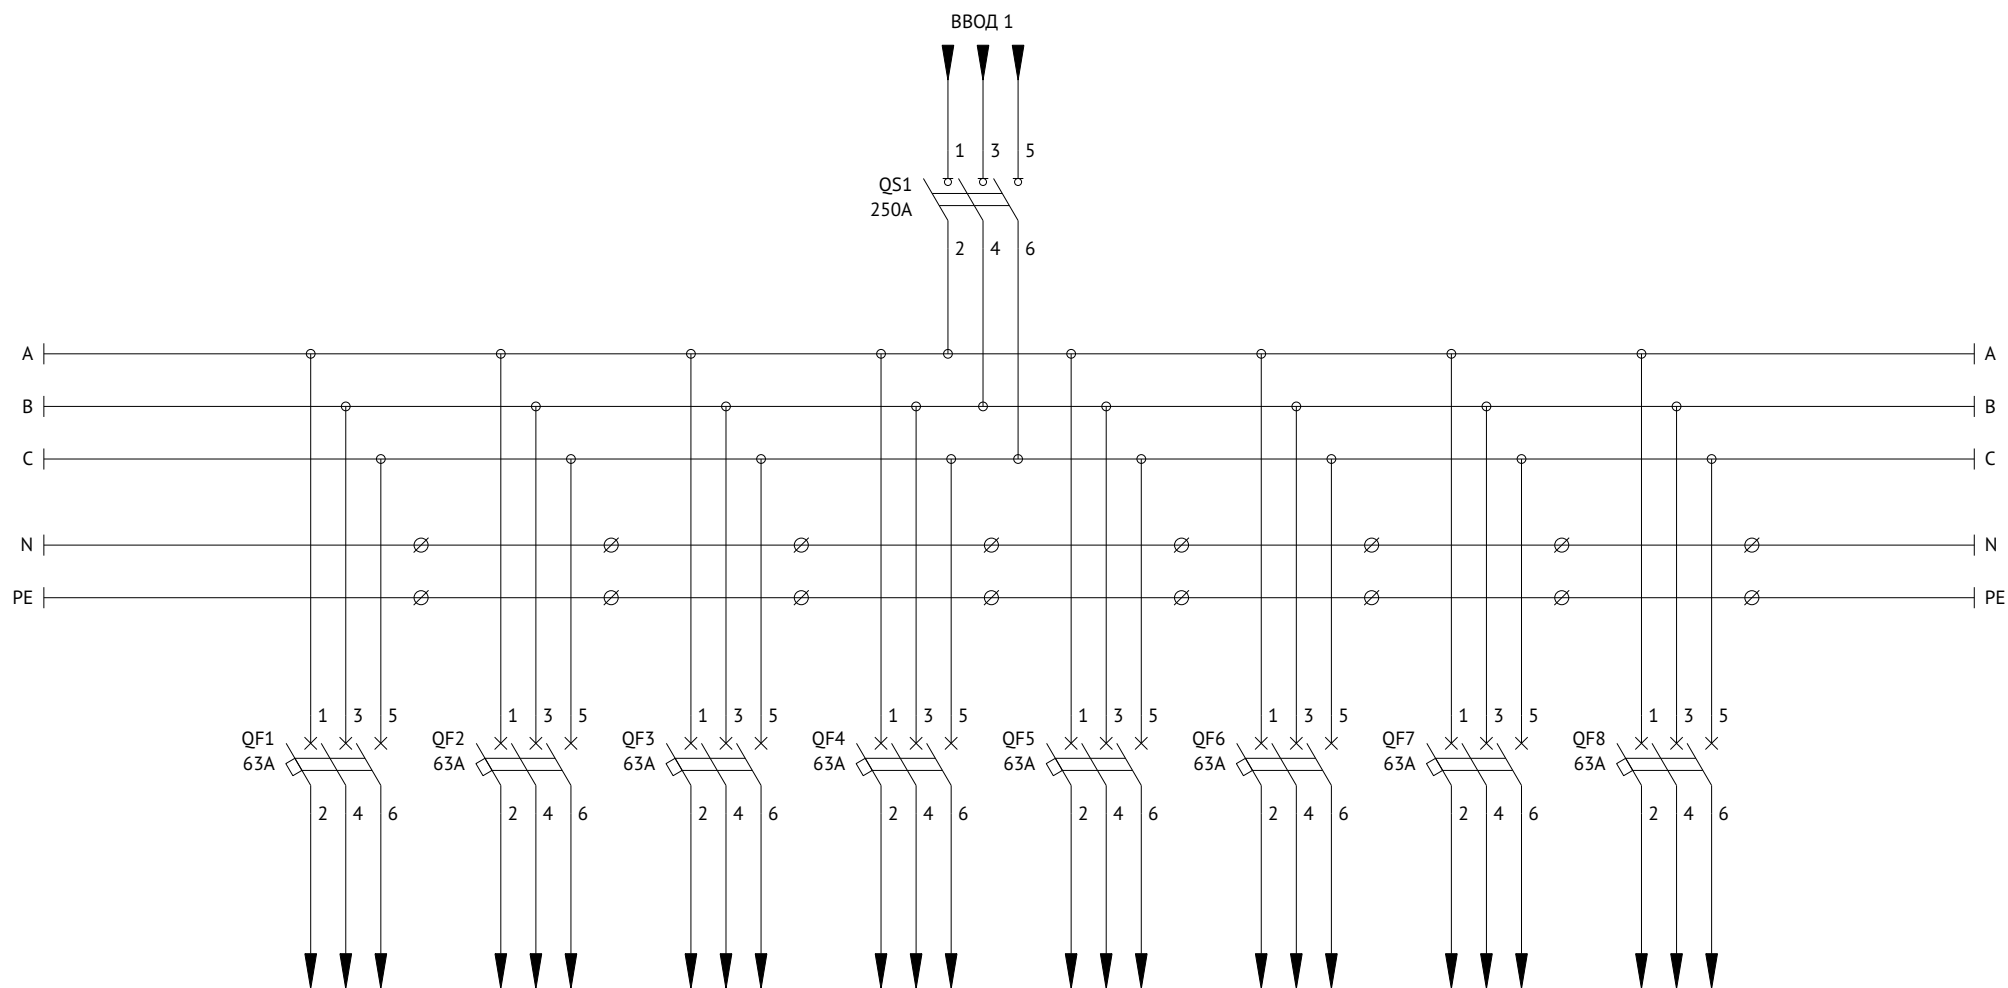 ВВОД 1
1 3 5
QS1
250A
2 4 6
A A
B B
C C
N N
PE PE
1 3 5 1 3 5 1 3 5 1 3 5 1 3 5 1 3 5 1 3 5 1 3 5
QF1 QF2 QF3 QF4 QF5 QF6 QF7 QF8
63A 63A 63A 63A 63A 63A 63A 63A
2 4 6 2 4 6 2 4 6 2 4 6 2 4 6 2 4 6 2 4 6 2 4 6